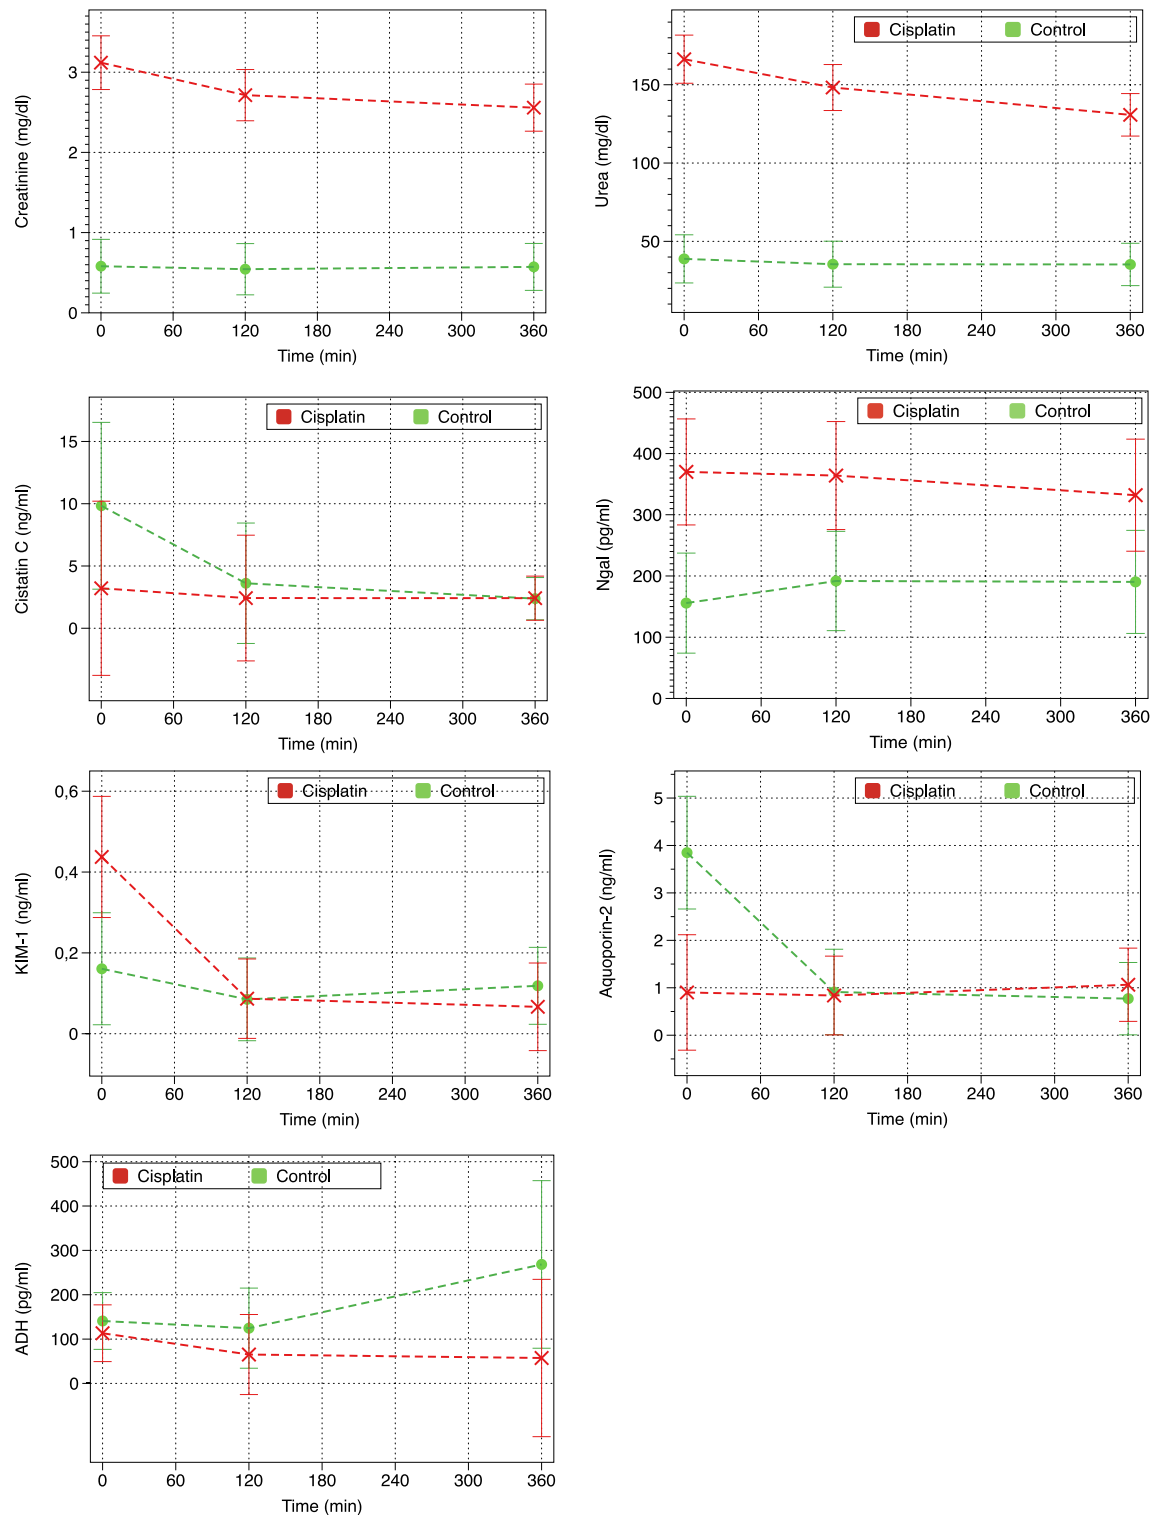 Creatinine (mg/dl)
3
2
1
0
0 60 120 180 240 300 360
Time (min)
Cisplatin Control
Urea (mg/dl)
150
100
50
0 60 120 180 240 300 360
Time (min)
Cisplatin Control
Cistatin C (ng/ml)
15
10
5
0
0 60 120 180 240 300 360
Time (min)
Cisplatin Control
Ngal (pg/ml)
500
400
300
200
100
0
0 60 120 180 240 300 360
Time (min)
Cisplatin Control
KIM-1 (ng/ml)
0,6
0,4
0,2
0
0 60 120 180 240 300 360
Time (min)
Cisplatin Control
Aquoporin-2 (ng/ml)
5
4
3
2
1
0
0 60 120 180 240 300 360
Time (min)
Cisplatin Control
ADH (pg/ml)
500
400
300
200
100
0
0 60 120 180 240 300 360
Time (min)